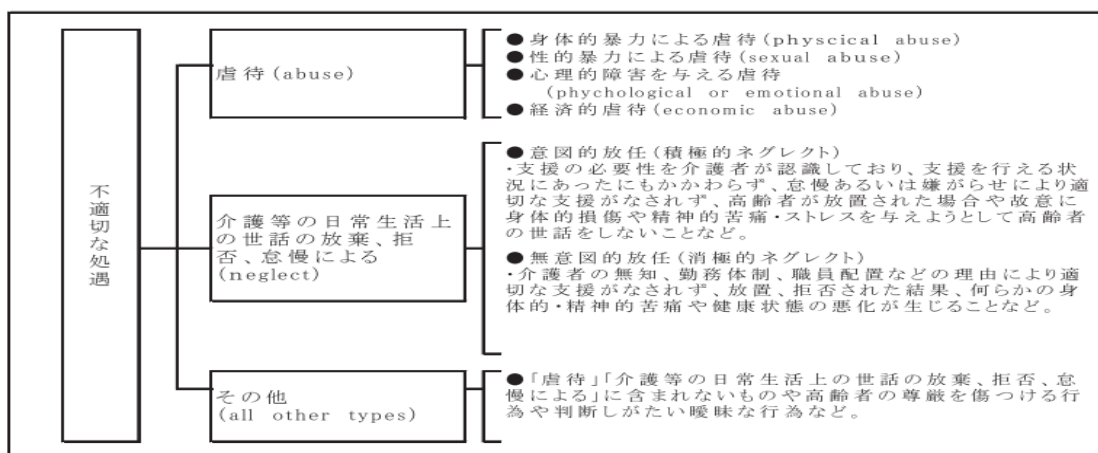 不適切な処遇
虐待(abuse)
●身体的暴力による虐待(physcical abuse)
●性的暴力による虐待(sexual abuse)
●心理的障害を与える虐待
(phychological or emotional abuse)
●経済的虐待(economic abuse)
介護等の日常生活上
の世話の放棄、拒
否、怠慢による
(neglect)
●意図的放任(積極的ネグレクト)
・支援の必要性を介護者が認識しており、支援を行える状
況にあったにもかかわらず、怠慢あるいは嫌がらせにより適
切な支援がなされず、高齢者が放置された場合や故意に
身体的損傷や精神的苦痛・ストレスを与えようとして高齢者
の世話をしないことなど。
●無意図的放任(消極的ネグレクト)
・介護者の無知、勤務体制、職員配置などの理由により適
切な支援がなされず、放置、拒否された結果、何らかの身
体的・精神的苦痛や健康状態の悪化が生じることなど。
その他
(all other types)
●「虐待」「介護等の日常生活上の世話の放棄、拒否、怠
慢による」に含まれないものや高齢者の尊厳を傷つける行
為や判断しがたい曖昧な行為など。